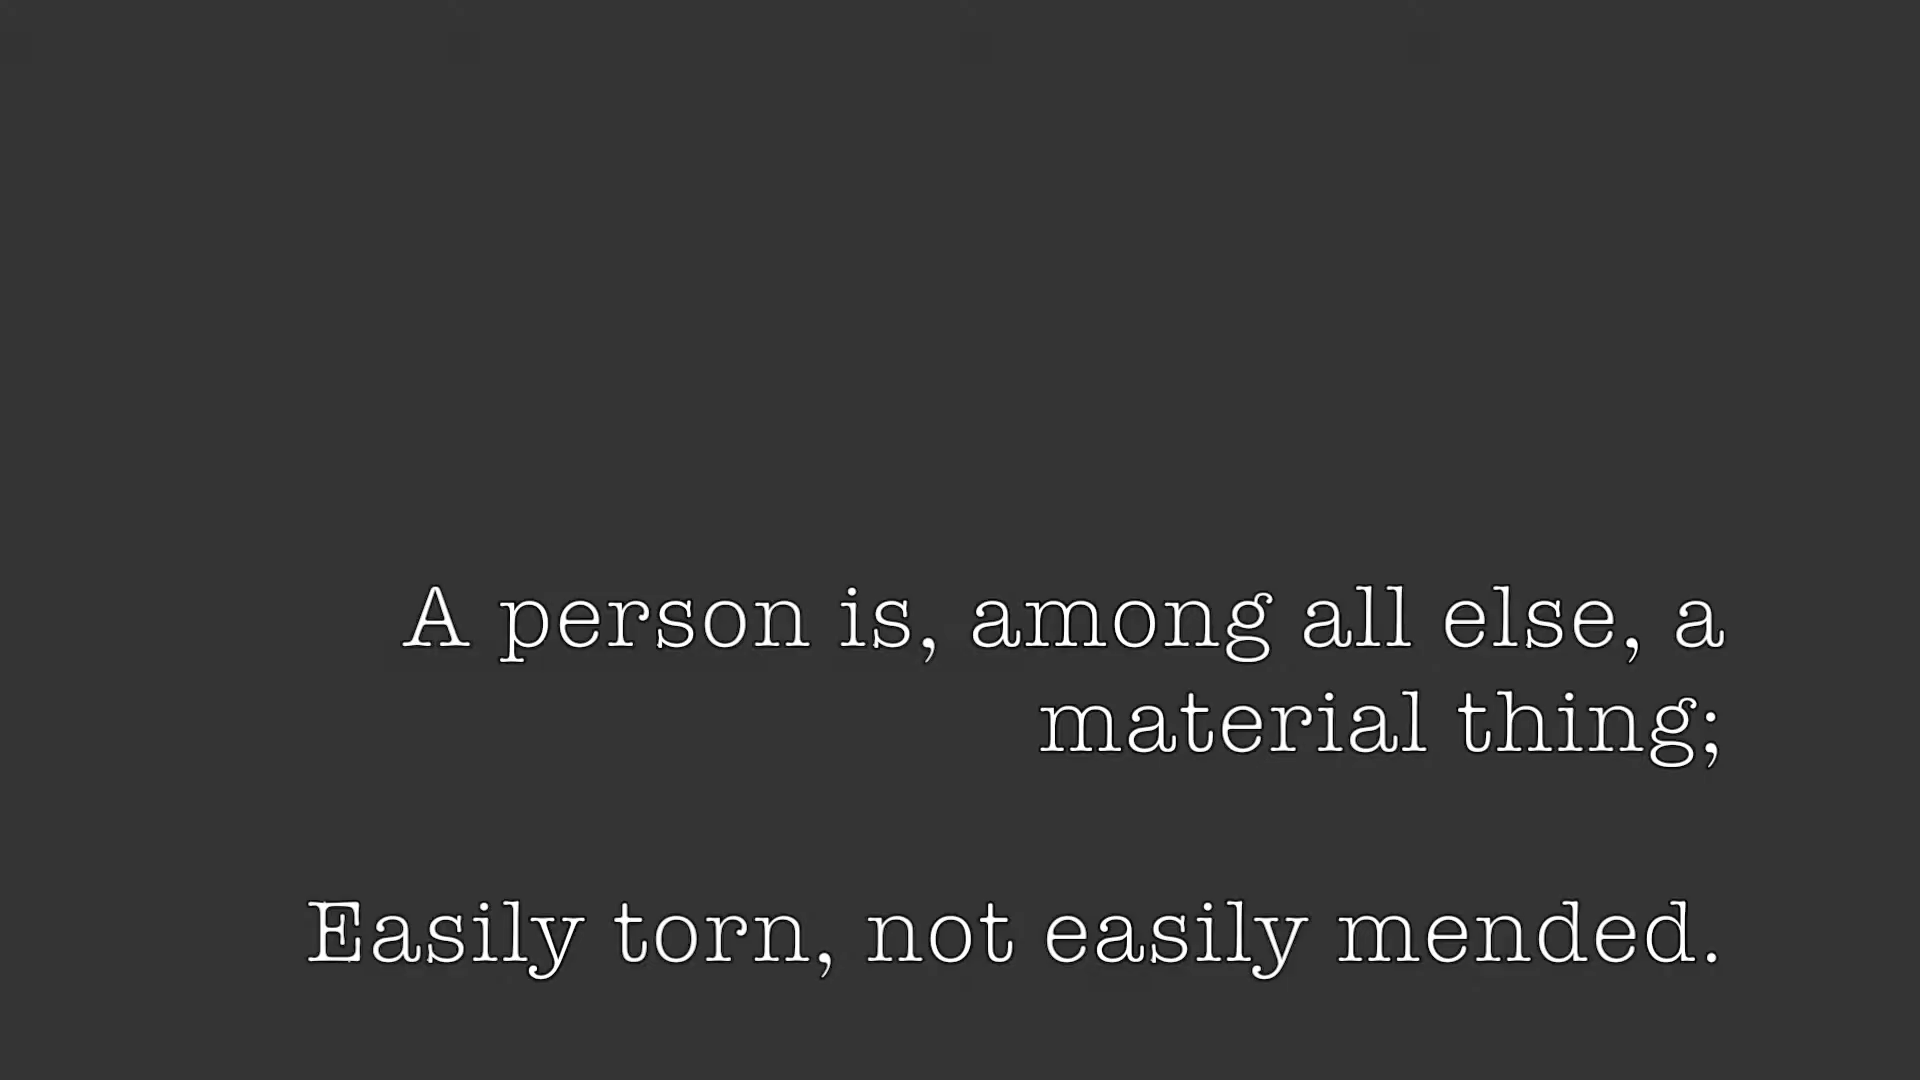 A person is, among all else, a
material thing;
Easily torn, not easily mended.